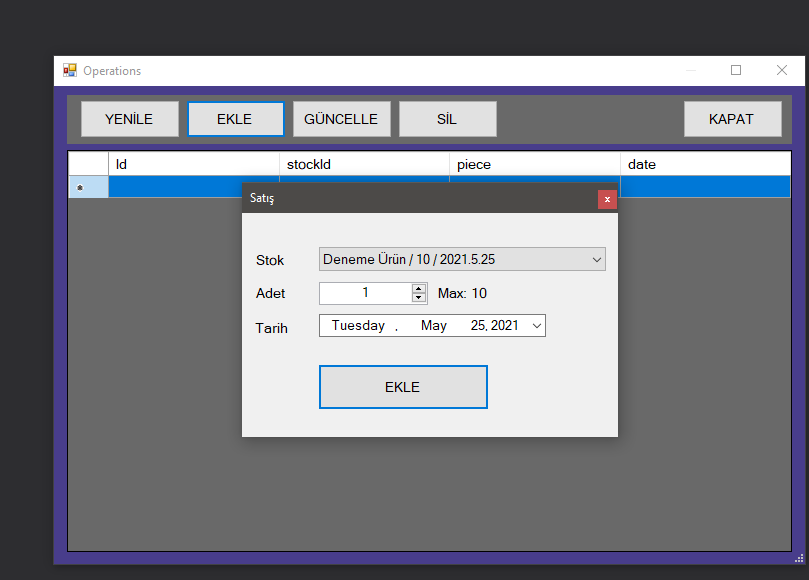 Operations
YENİLE EKLE GÜNCELLE SİL KAPAT
Id stockId piece date
Satış
x
Stok Deneme Ürün / 10 / 2021.5.25
Adet 1 Max: 10
Tarih Tuesday , May 25, 2021
EKLE